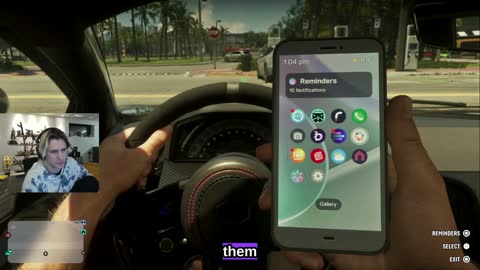 1:04 pm
Reminders
10 Notifications
Gallery
them
REMINDERS
SELECT
EXIT